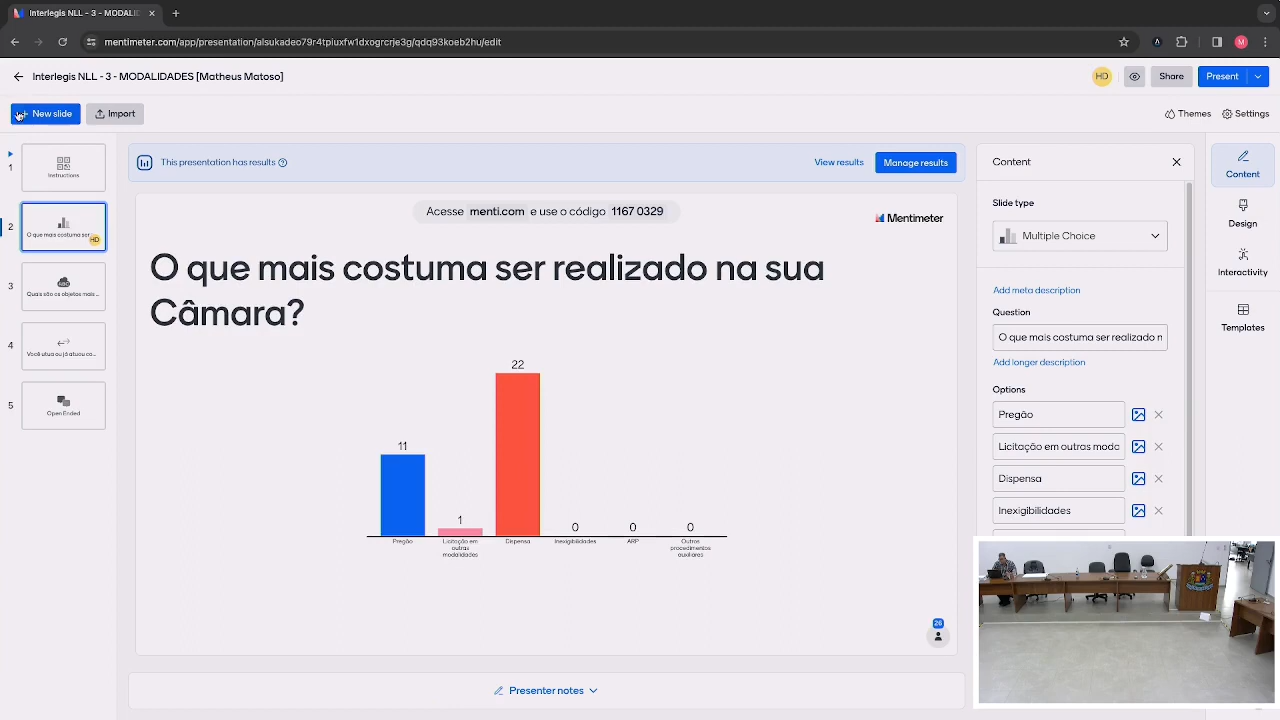 Interlegis NLL - 3 - MODALID
mentimeter.com/app/presentation/alsukadeo79r4tpiuxfw1dxogrcrje3g/qdq93koeb2hu/edit
M
Interlegis NLL - 3 - MODALIDADES [Matheus Matoso]
HD
Share
Present
New slide
Import
Themes
Settings
1
Instructions
2
O que mais costuma ser ...
HD
3
Quais são os objetos mais ...
4
Você atua ou já atuou co...
5
Open Ended
This presentation has results
View results
Manage results
Acesse menti.com e use o código 1167 0329
Mentimeter
O que mais costuma ser realizado na sua
Câmara?
11
1
22
0
0
0
Pregão
Licitação em
outras
modalidades
Dispensa
Inexigibilidades
ARP
Outros
procedimentos
auxiliares
26
Presenter notes
Content
Slide type
Multiple Choice
Add meta description
Question
O que mais costuma ser realizado n
Add longer description
Options
Pregão
Licitação em outras moda
Dispensa
Inexigibilidades
Content
Design
Interactivity
Templates